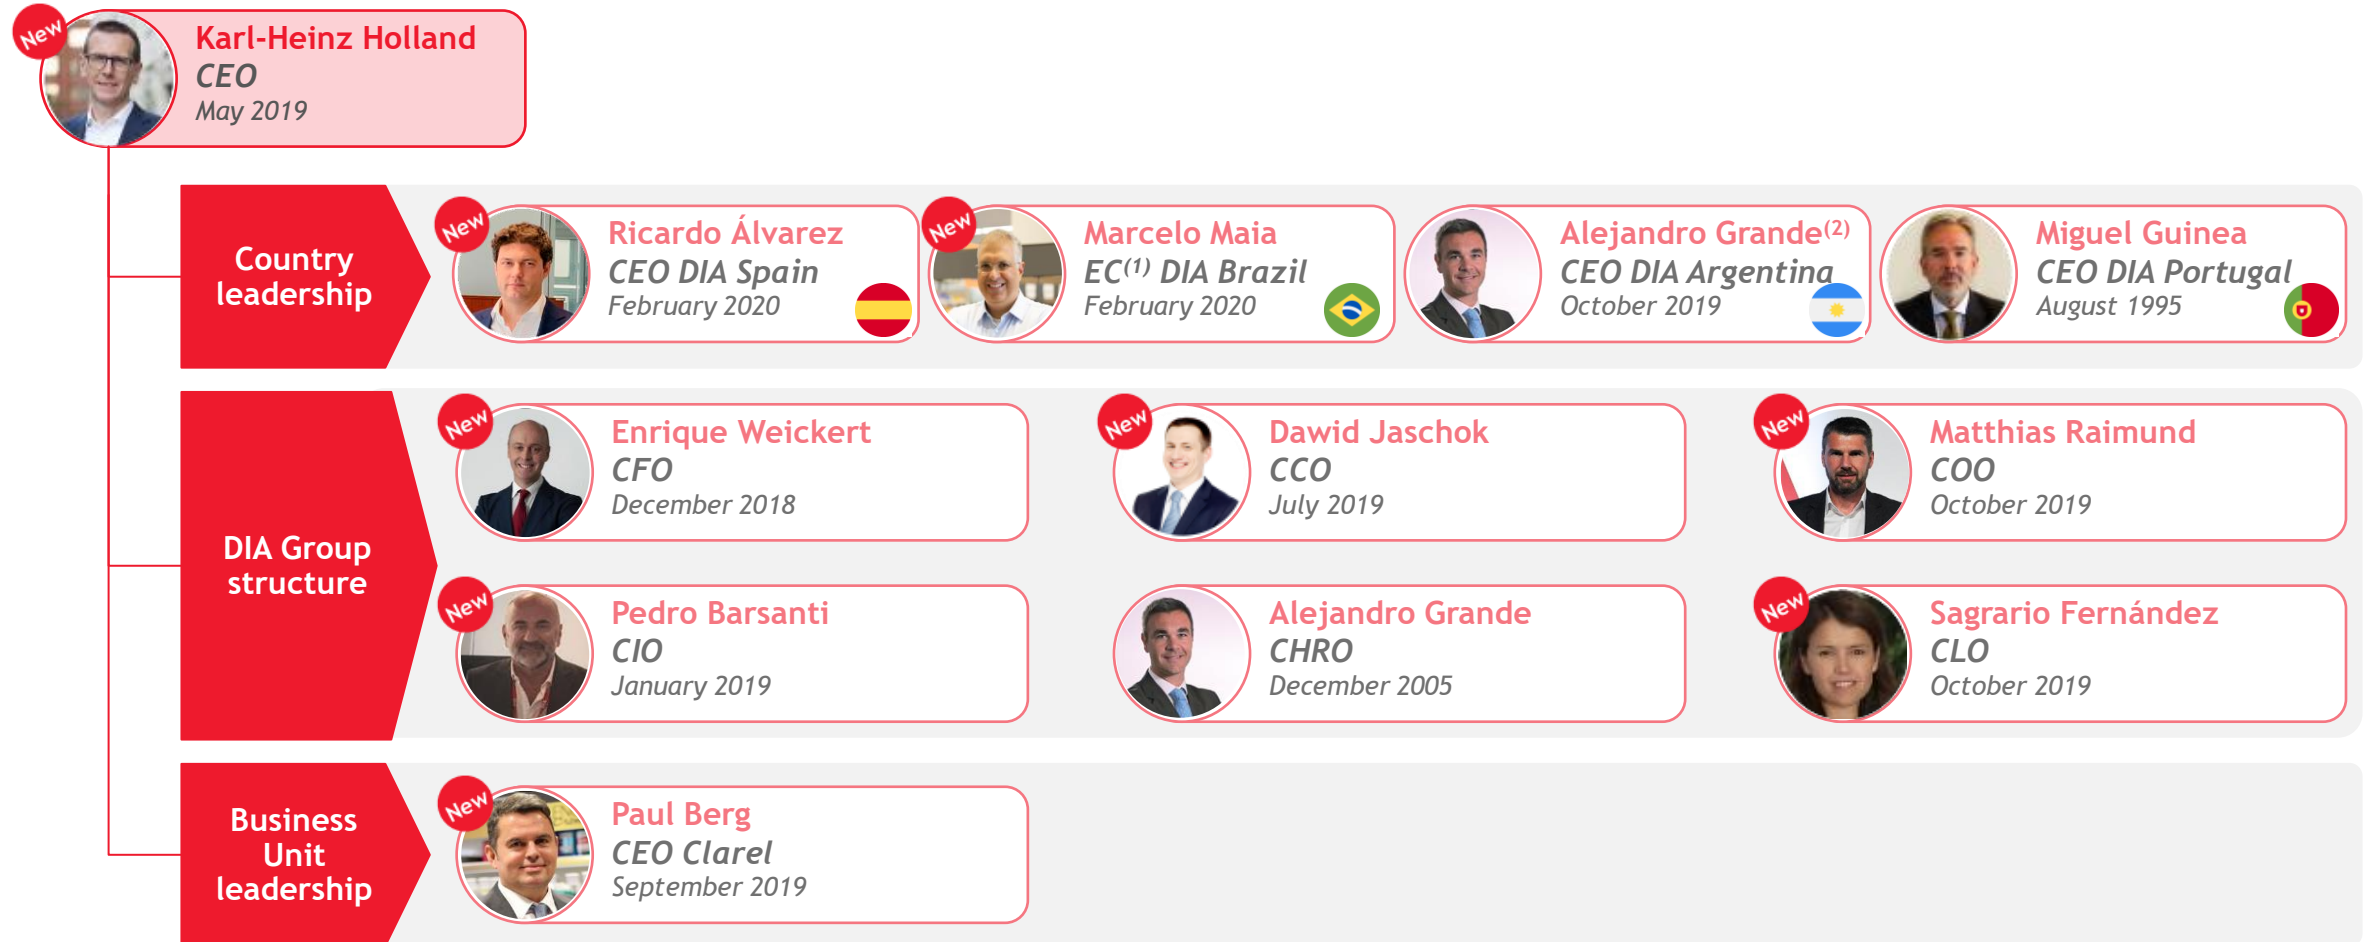 New
Karl-Heinz Holland
CEO
May 2019
Country
leadership
New
Ricardo Álvarez
CEO DIA Spain
February 2020
New
Marcelo Maia
EC(1) DIA Brazil
February 2020
Alejandro Grande(2)
CEO DIA Argentina
October 2019
Miguel Guinea
CEO DIA Portugal
August 1995
DIA Group
structure
New
Enrique Weickert
CFO
December 2018
New
Dawid Jaschok
CCO
July 2019
New
Matthias Raimund
COO
October 2019
New
Pedro Barsanti
CIO
January 2019
Alejandro Grande
CHRO
December 2005
New
Sagrario Fernández
CLO
October 2019
Business
Unit
leadership
New
Paul Berg
CEO Clarel
September 2019